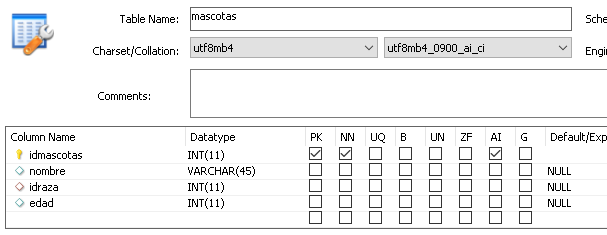 Table Name: mascotas Sche
Charset/Collation: utf8mb4 utf8mb4_0900_ai_ci Engi
Comments:
Column Name Datatype PK NN UQ B UN ZF AI G Default/Exp
idmascotas INT(11)
nombre VARCHAR(45) NULL
idraza INT(11) NULL
edad INT(11) NULL